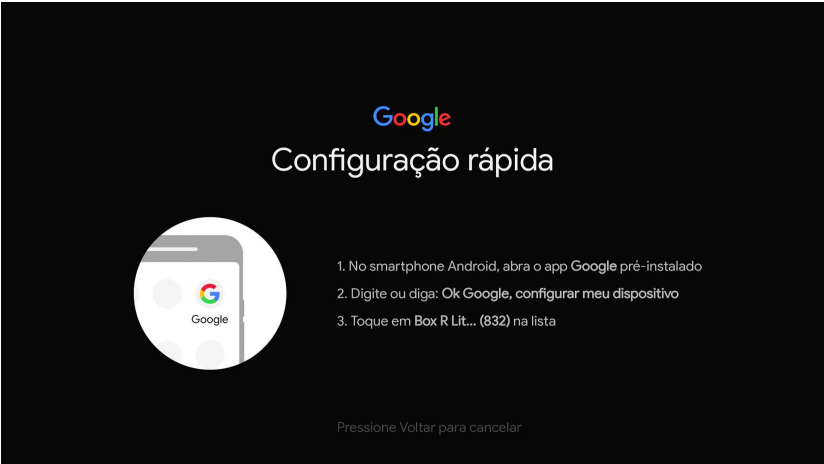 Google
Configuração rápida
Google
1. No smartphone Android, abra o app Google pré-instalado
2. Digite ou diga: Ok Google, configurar meu dispositivo
3. Toque em Box R Lit... (832) na lista
Pressione Voltar para cancelar